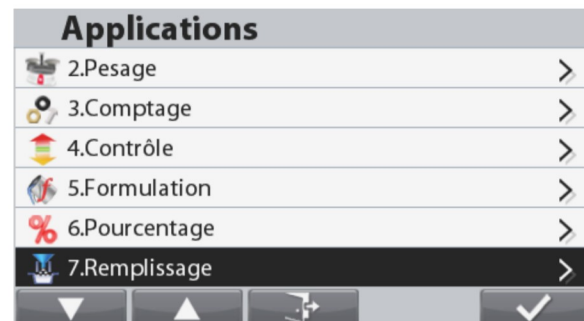 Applications
2.Pesage
3.Comptage
4.Contrôle
5.Formulation
6.Pourcentage
7.Remplissage